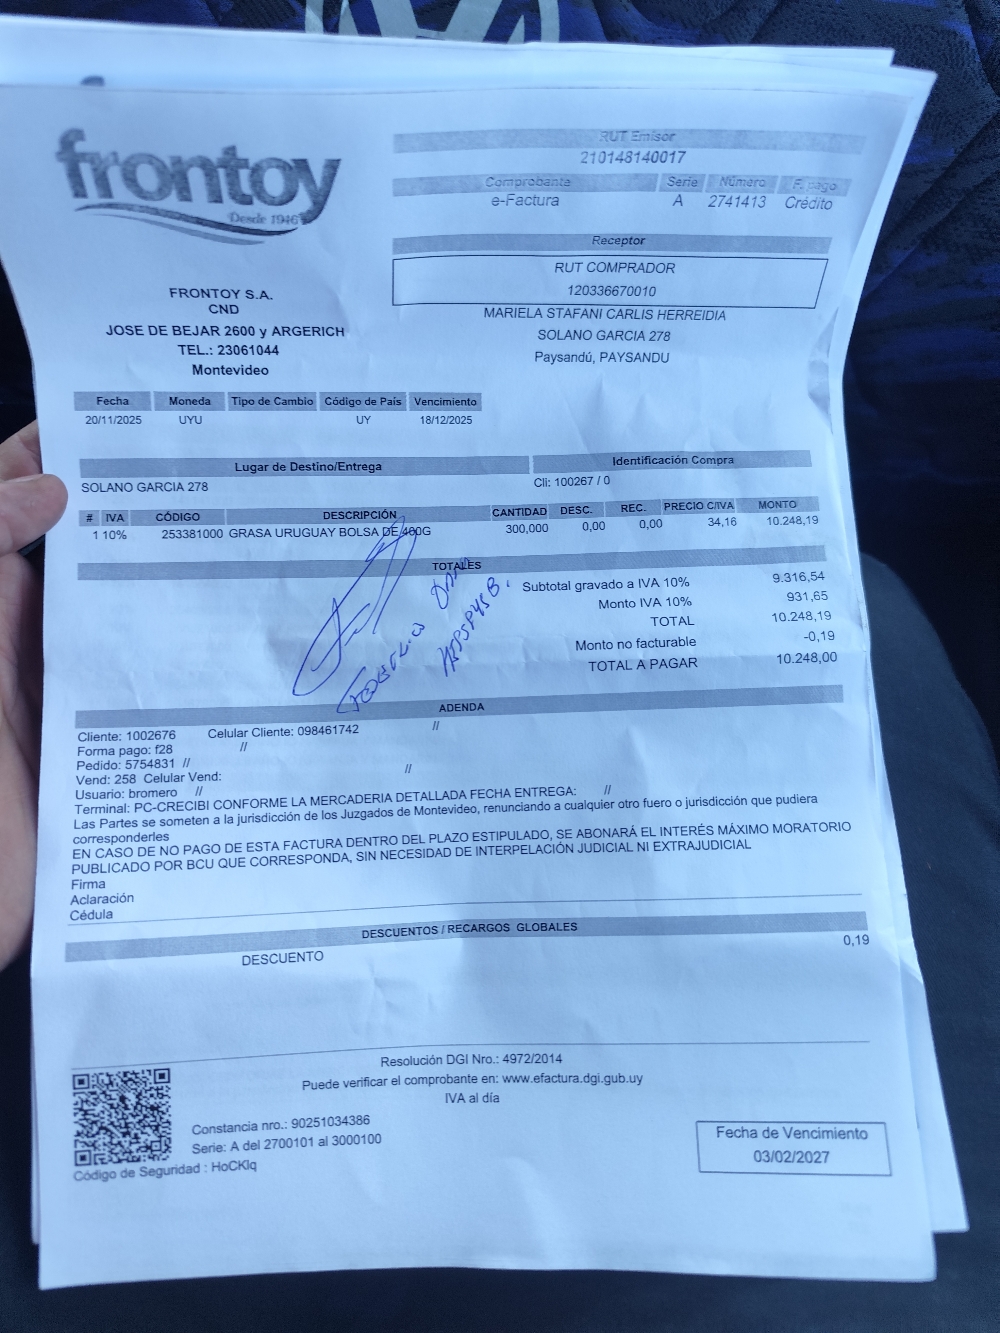 frontoy
Desde 1946
RUT Emisor
210148140017
Comprobante Serie Número F. pago
e-Factura A 2741413 Crédito
Receptor
RUT COMPRADOR
120336670010
MARIELA STAFANI CARLIS HERREIDIA
SOLANO GARCIA 278
Paysandú, PAYSANDU
FRONTOY S.A.
CND
JOSE DE BEJAR 2600 y ARGERICH
TEL.: 23061044
Montevideo
Fecha Moneda Tipo de Cambio Código de País Vencimiento
20/11/2025 UYU UY 18/12/2025
Lugar de Destino/Entrega Identificación Compra
SOLANO GARCIA 278 Cli: 100267 / 0
# IVA CÓDIGO DESCRIPCIÓN CANTIDAD DESC. REC. PRECIO C/IVA MONTO
1 10% 253381000 GRASA URUGUAY BOLSA DE 400G 300,000 0,00 0,00 34,16 10.248,19
TOTALES
Subtotal gravado a IVA 10% 9.316,54
Monto IVA 10% 931,65
TOTAL 10.248,19
Monto no facturable -0,19
TOTAL A PAGAR 10.248,00
ADENDA
Cliente: 1002676 Celular Cliente: 098461742 //
Forma pago: f28 //
Pedido: 5754831 //
Vend: 258 Celular Vend: //
Usuario: bromero //
Terminal: PC-CRECIBI CONFORME LA MERCADERIA DETALLADA FECHA ENTREGA: //
Las Partes se someten a la jurisdicción de los Juzgados de Montevideo, renunciando a cualquier otro fuero o jurisdicción que pudiera
corresponderles
EN CASO DE NO PAGO DE ESTA FACTURA DENTRO DEL PLAZO ESTIPULADO, SE ABONARÁ EL INTERÉS MÁXIMO MORATORIO
PUBLICADO POR BCU QUE CORRESPONDA, SIN NECESIDAD DE INTERPELACIÓN JUDICIAL NI EXTRAJUDICIAL
Firma
Aclaración
Cédula
DESCUENTOS / RECARGOS GLOBALES
DESCUENTO 0,19
Resolución DGI Nro.: 4972/2014
Puede verificar el comprobante en: www.efactura.dgi.gub.uy
IVA al día
Constancia nro.: 90251034386
Serie: A del 2700101 al 3000100
Código de Seguridad : HoCKlq
Fecha de Vencimiento
03/02/2027